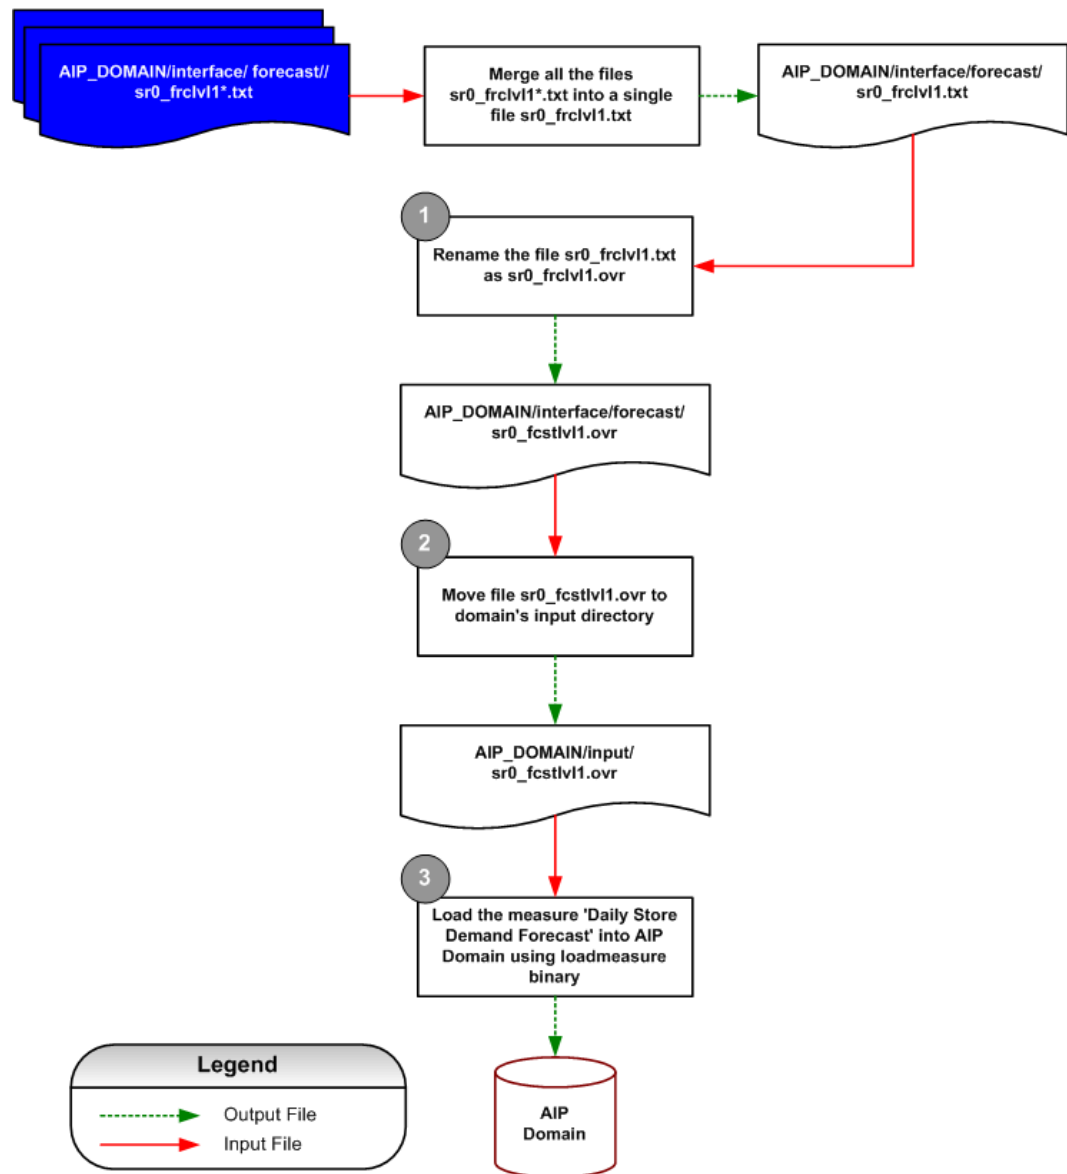 AIP_DOMAIN/interface/ forecast//
sr0_frclvl1*.txt
Merge all the files
sr0_frclvl1*.txt into a single
file sr0_frclvl1.txt
AIP_DOMAIN/interface/forecast/
sr0_frclvl1.txt
1
Rename the file sr0_frclvl1.txt
as sr0_frclvl1.ovr
AIP_DOMAIN/interface/forecast/
sr0_fcstlvl1.ovr
2
Move file sr0_fcstlvl1.ovr to
domain's input directory
AIP_DOMAIN/input/
sr0_fcstlvl1.ovr
3
Load the measure 'Daily Store
Demand Forecast' into AIP
Domain using loadmeasure
binary
Legend
Output File
Input File
AIP
Domain